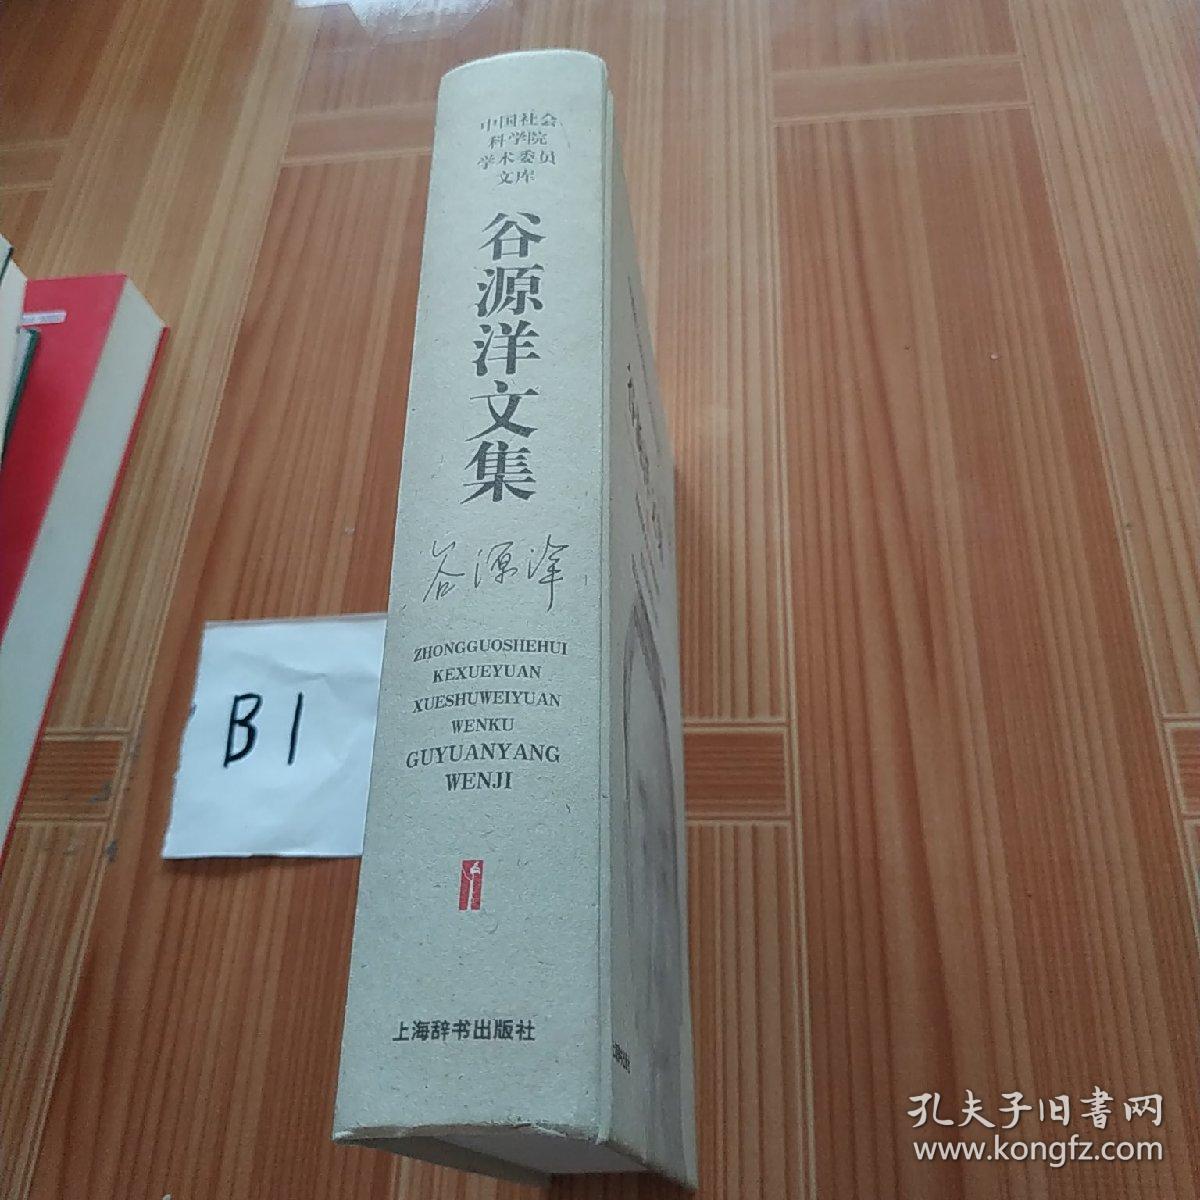 中国社会
科学院
学术委员
文库
谷源洋文集
谷源洋
ZHONGGUOSHEHUI
KEXUEYUAN
XUESHUWEIYUAN
WENKU
GUYUANYANG
WENJI
上海辞书出版社
B1
孔夫子旧書网
www.kongfz.com